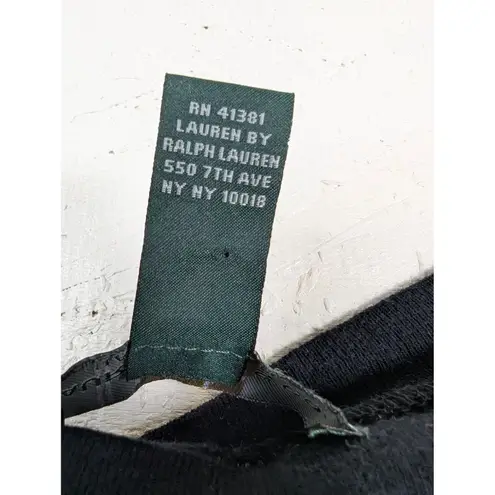 RN 41381
LAUREN BY
RALPH LAUREN
550 7TH AVE
NY NY 10018